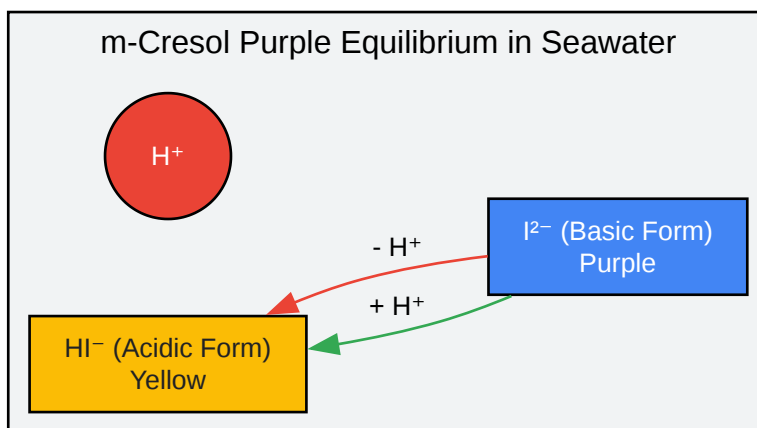 m-Cresol Purple Equilibrium in Seawater
H⁺
I²⁻ (Basic Form)
Purple
- H⁺
+ H⁺
HI⁻ (Acidic Form)
Yellow